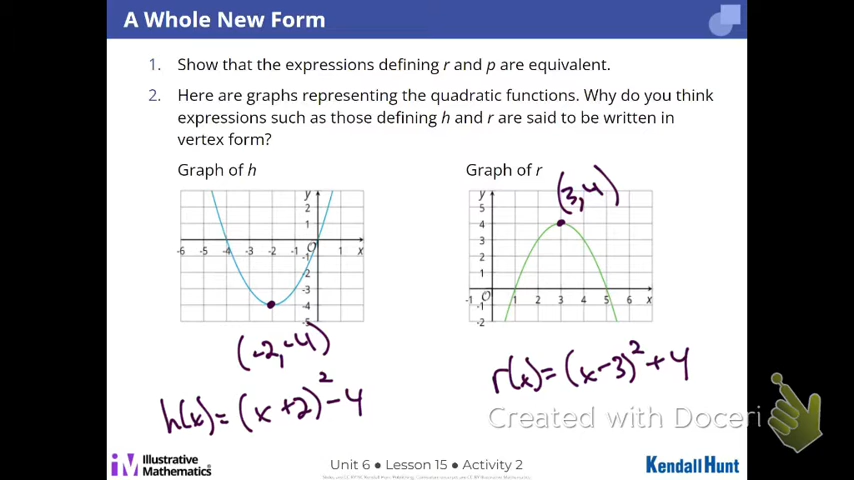 A Whole New Form
1. Show that the expressions defining r and p are equivalent.
2. Here are graphs representing the quadratic functions. Why do you think
expressions such as those defining h and r are said to be written in
vertex form?
Graph of h
Graph of r
(3,4)
y
2
1
-6 -5 -4 -3 -2 -1 O 1 x
-1
-2
-3
-4
-5
y
5
4
3
2
1
-1 O 1 2 3 4 5 6 x
-1
-2
(-2,-4)
h(x)=(x+2)²-4
r(x)=(x-3)²+4
Created with Doceri
Illustrative
Mathematics
Unit 6 ● Lesson 15 ● Activity 2
Kendall Hunt